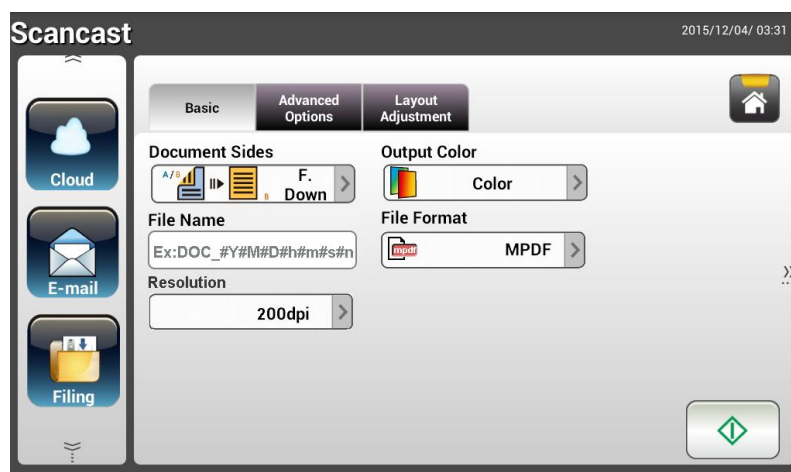 Scancast
2015/12/04/ 03:31
Cloud
E-mail
Filing
Basic
Advanced
Options
Layout
Adjustment
Document Sides
A/B
B
F.
Down
Output Color
Color
File Name
Ex:DOC_#Y#M#D#h#m#s#n
File Format
mpdf
MPDF
Resolution
200dpi